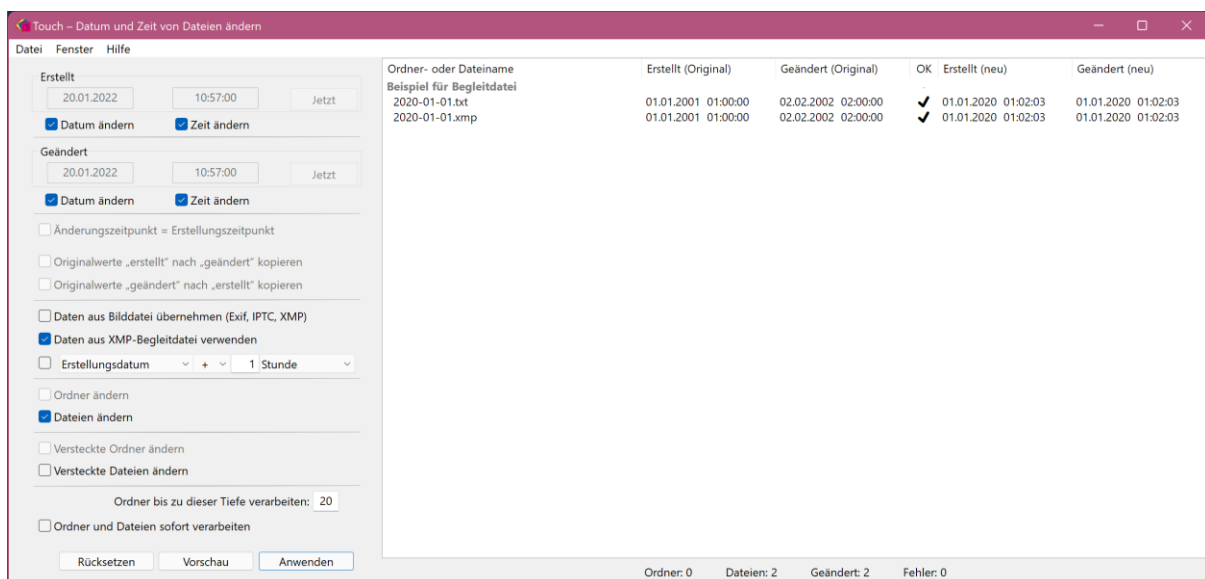 Touch – Datum und Zeit von Dateien ändern
Datei Fenster Hilfe
Erstellt
20.01.2022 10:57:00 Jetzt
Datum ändern Zeit ändern
Geändert
20.01.2022 10:57:00 Jetzt
Datum ändern Zeit ändern
Änderungszeitpunkt = Erstellungszeitpunkt
Originalwerte „erstellt“ nach „geändert“ kopieren
Originalwerte „geändert“ nach „erstellt“ kopieren
Daten aus Bilddatei übernehmen (Exif, IPTC, XMP)
Daten aus XMP-Begleitdatei verwenden
Erstellungsdatum + 1 Stunde
Ordner ändern
Dateien ändern
Versteckte Ordner ändern
Versteckte Dateien ändern
Ordner bis zu dieser Tiefe verarbeiten: 20
Ordner und Dateien sofort verarbeiten
Rücksetzen Vorschau Anwenden
Ordner- oder Dateiname Erstellt (Original) Geändert (Original) OK Erstellt (neu) Geändert (neu)
Beispiel für Begleitdatei
2020-01-01.txt 01.01.2001 01:00:00 02.02.2002 02:00:00 ✔ 01.01.2020 01:02:03 01.01.2020 01:02:03
2020-01-01.xmp 01.01.2001 01:00:00 02.02.2002 02:00:00 ✔ 01.01.2020 01:02:03 01.01.2020 01:02:03
Ordner: 0 Dateien: 2 Geändert: 2 Fehler: 0